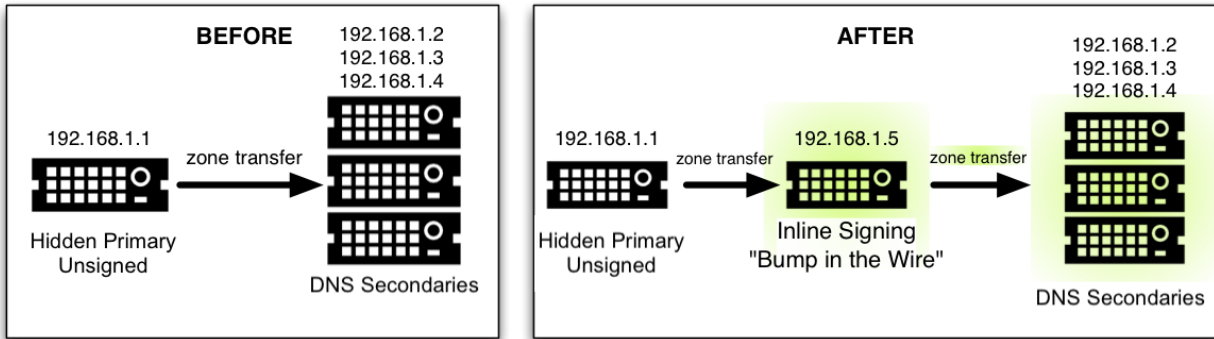 BEFORE
192.168.1.2
192.168.1.3
192.168.1.4
192.168.1.1
zone transfer
Hidden Primary
Unsigned
DNS Secondaries
AFTER
192.168.1.2
192.168.1.3
192.168.1.4
192.168.1.1
zone transfer
192.168.1.5
zone transfer
Hidden Primary
Unsigned
Inline Signing
"Bump in the Wire"
DNS Secondaries